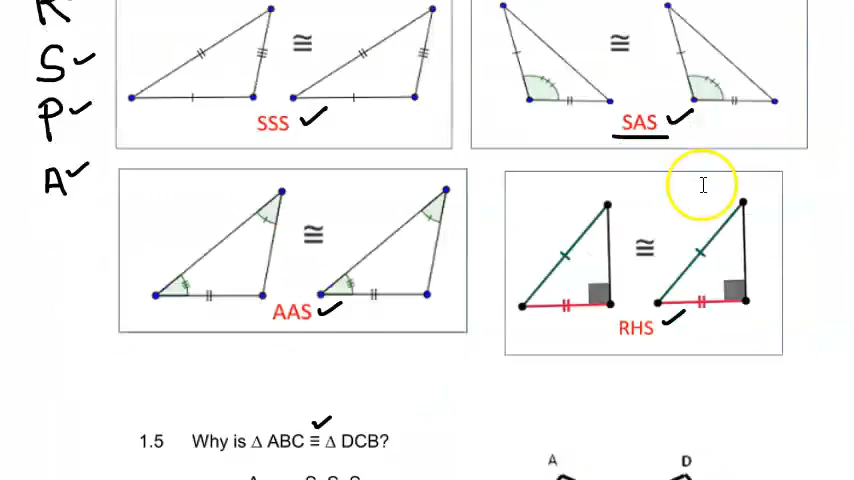 R
S ✓
P ✓
A ✓
≅
≅
SSS ✓
SAS ✓
≅
≅
AAS ✓
RHS ✓
✓
1.5 Why is Δ ABC ≡ Δ DCB?
A
D